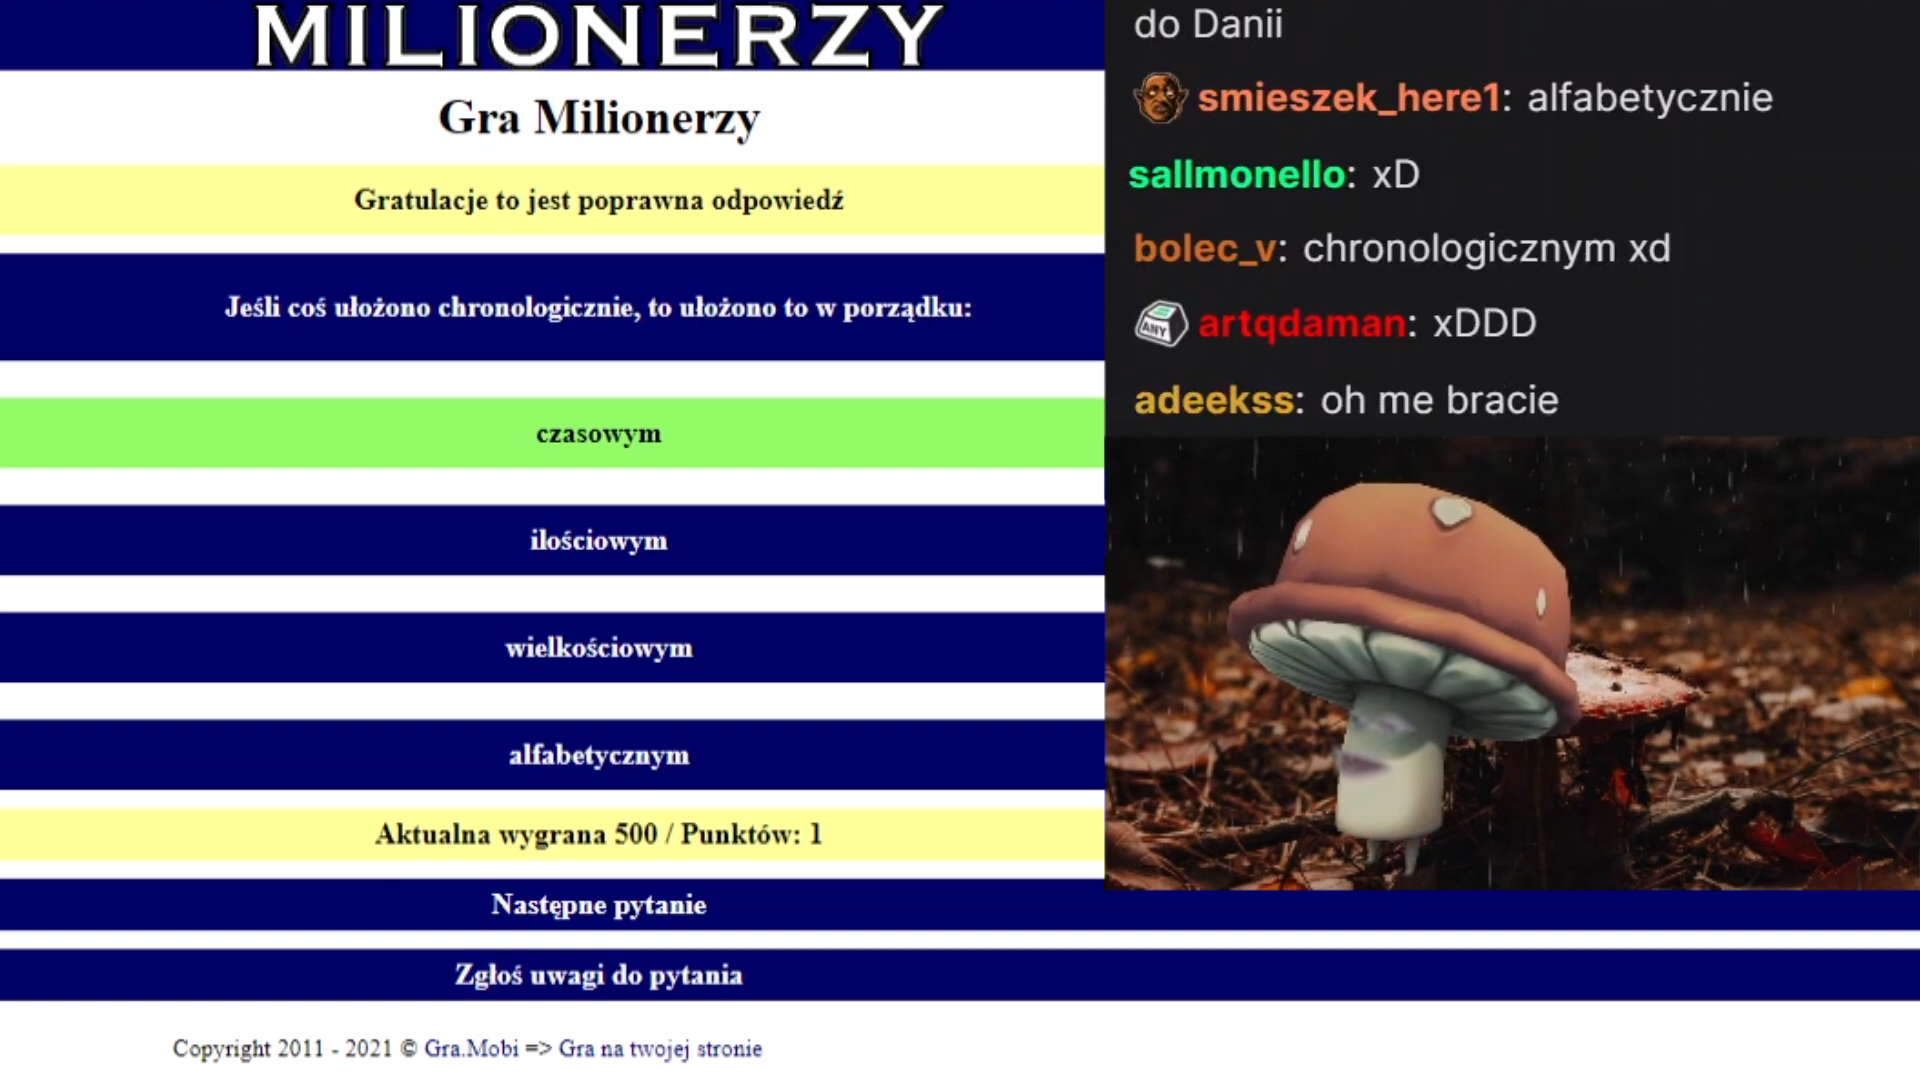 MILIONERZY
Gra Milionerzy
Gratulacje to jest poprawna odpowiedź
Jeśli coś ułożono chronologicznie, to ułożono to w porządku:
czasowym
ilościowym
wielkościowym
alfabetycznym
Aktualna wygrana 500 / Punktów: 1
Następne pytanie
Zgłoś uwagi do pytania
Copyright 2011 - 2021 © Gra.Mobi => Gra na twojej stronie
do Danii
smieszek_here1: alfabetycznie
sallmonello: xD
bolec_v: chronologicznym xd
ANY artqdaman: xDDD
adeekss: oh me bracie